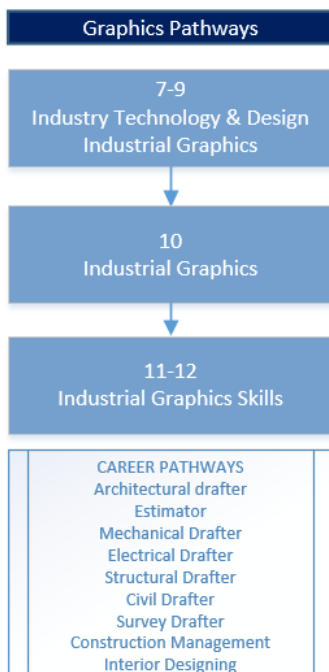 Graphics Pathways
7-9
Industry Technology & Design
Industrial Graphics
10
Industrial Graphics
11-12
Industrial Graphics Skills
CAREER PATHWAYS
Architectural drafter
Estimator
Mechanical Drafter
Electrical Drafter
Structural Drafter
Civil Drafter
Survey Drafter
Construction Management
Interior Designing